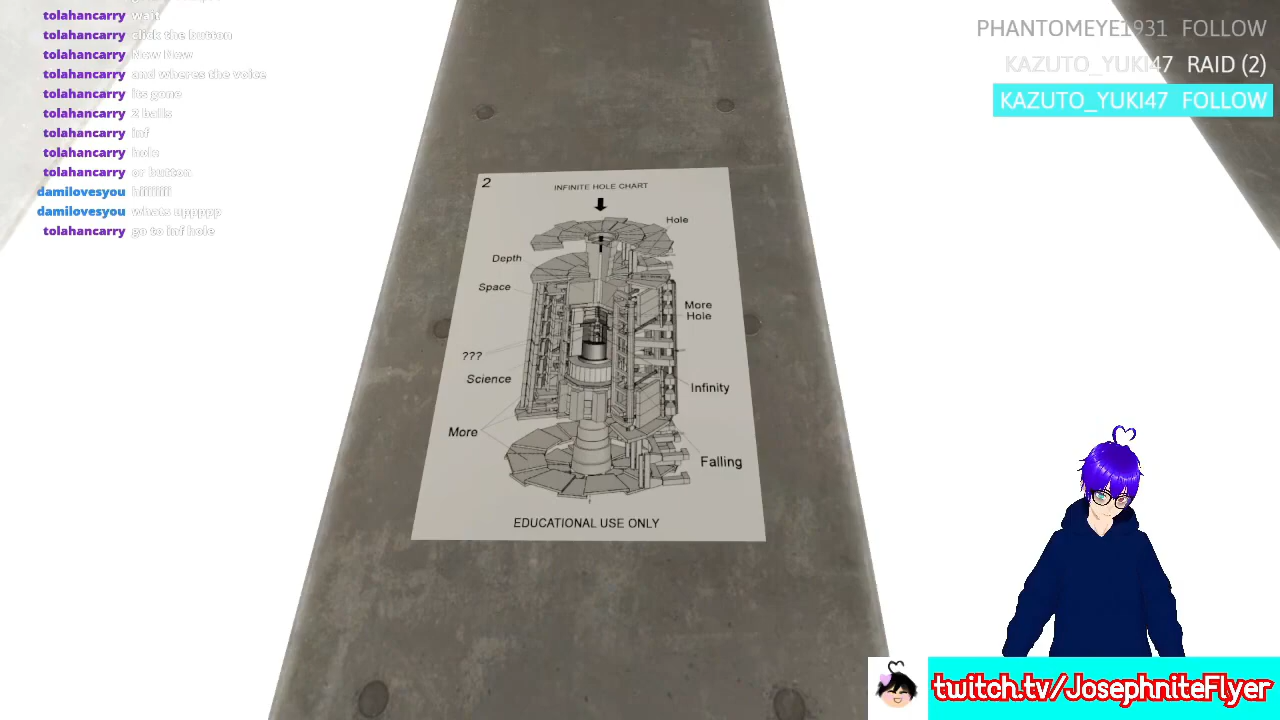 tolahancarry wait
tolahancarry click the button
tolahancarry New New
tolahancarry and wheres the voice
tolahancarry its gone
tolahancarry 2 balls
tolahancarry inf
tolahancarry hole
tolahancarry or button
damilovesyou hiiiiiii
damilovesyou whats uppppp
tolahancarry go to inf hole
PHANTOMEYE1931 FOLLOW
KAZUTO_YUKI47 RAID (2)
KAZUTO_YUKI47 FOLLOW
2
INFINITE HOLE CHART
Hole
Depth
Space
More
Hole
???
Science
Infinity
More
Falling
EDUCATIONAL USE ONLY
twitch.tv/JosephniteFlyer